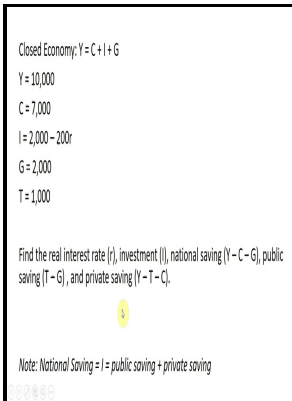 Closed Economy: Y = C + I + G
Y = 10,000
C = 7,000
I = 2,000 – 200r
G = 2,000
T = 1,000
Find the real interest rate (r), investment (I), national saving (Y – C – G), public
saving (T – G) , and private saving (Y – T – C).
Note: National Saving = I = public saving + private saving